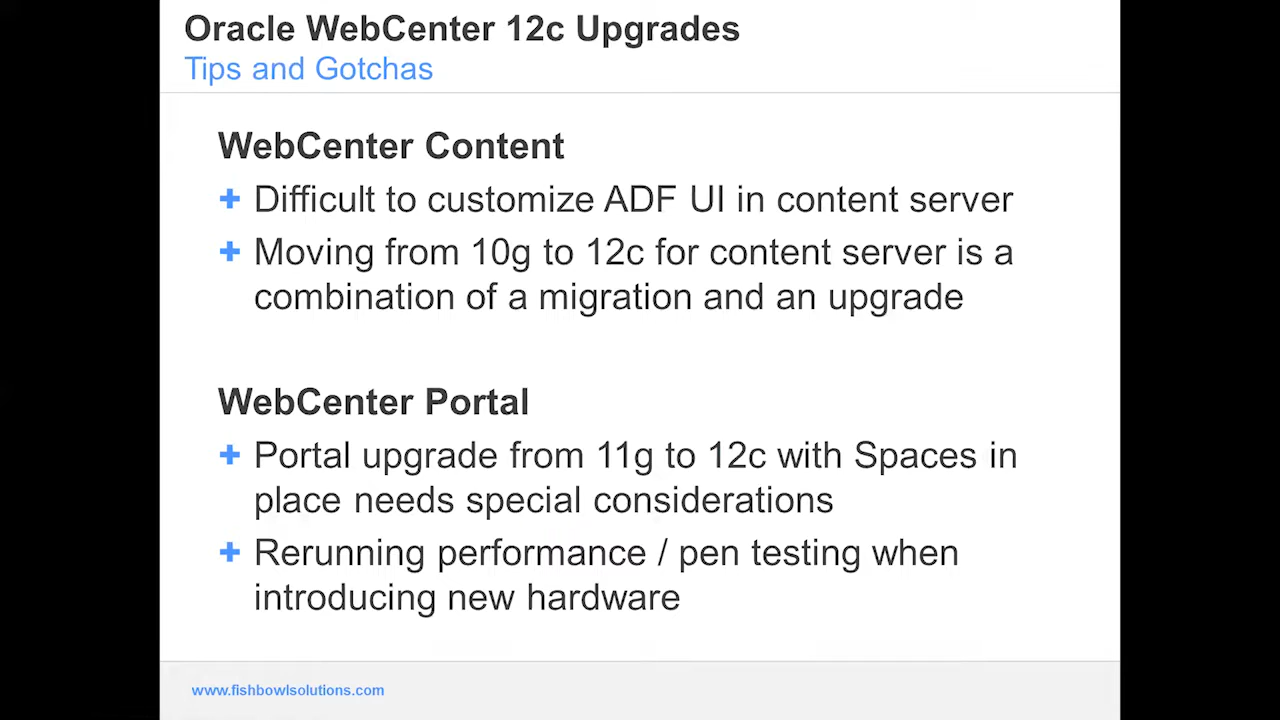 Oracle WebCenter 12c Upgrades
Tips and Gotchas
WebCenter Content
+ Difficult to customize ADF UI in content server
+ Moving from 10g to 12c for content server is a
combination of a migration and an upgrade
WebCenter Portal
+ Portal upgrade from 11g to 12c with Spaces in
place needs special considerations
+ Rerunning performance / pen testing when
introducing new hardware
www.fishbowlsolutions.com